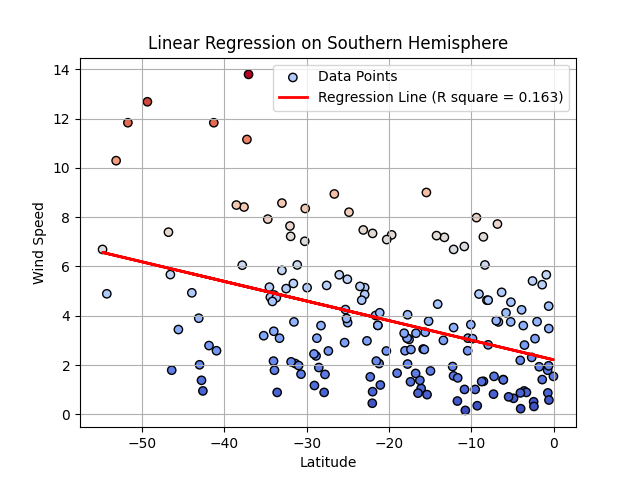 Linear Regression on Southern Hemisphere
Data Points
Regression Line (R square = 0.163)
Wind Speed
14
12
10
8
6
4
2
0
−50
−40
−30
−20
−10
0
Latitude